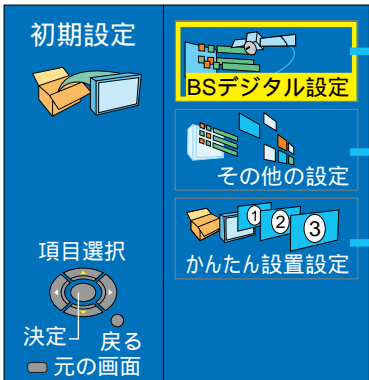 初期設定
項目選択
決定
戻る
元の画面
BSデジタル設定
その他の設定
1 2 3
かんたん設置設定